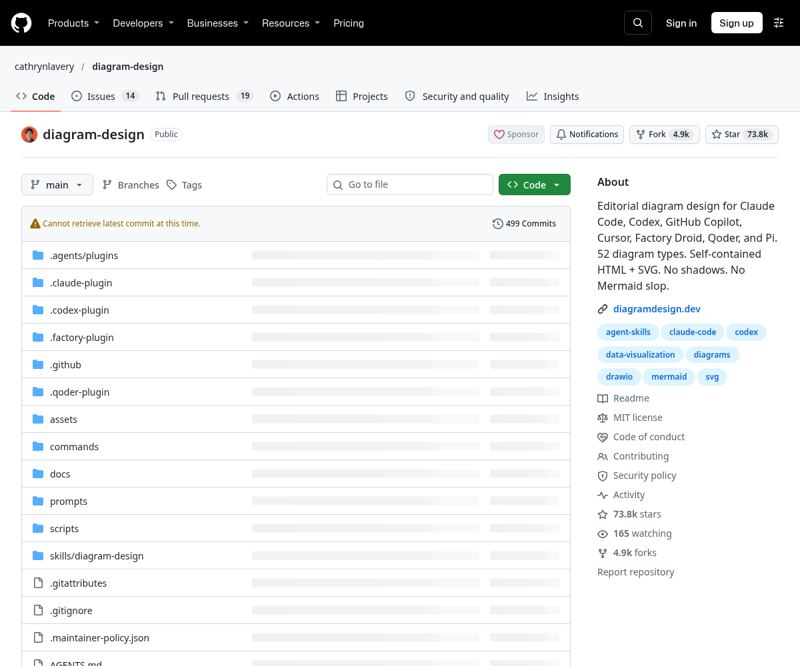 Products Developers Businesses Resources Pricing Sign in Sign up
cathrynlavery / diagram-design
Code Issues 14 Pull requests 19 Actions Projects Security and quality Insights
diagram-design Public Sponsor Notifications Fork 4.9k Star 73.8k
main Branches Tags Go to file Code
Cannot retrieve latest commit at this time. 499 Commits
.agents/plugins
.claude-plugin
.codex-plugin
.factory-plugin
.github
.qoder-plugin
assets
commands
docs
prompts
scripts
skills/diagram-design
.gitattributes
.gitignore
.maintainer-policy.json
AGENTS.md
About
Editorial diagram design for Claude
Code, Codex, GitHub Copilot,
Cursor, Factory Droid, Qoder, and Pi.
52 diagram types. Self-contained
HTML + SVG. No shadows. No
Mermaid slop.
diagramdesign.dev
agent-skills claude-code codex
data-visualization diagrams
drawio mermaid svg
Readme
MIT license
Code of conduct
Contributing
Security policy
Activity
73.8k stars
165 watching
4.9k forks
Report repository